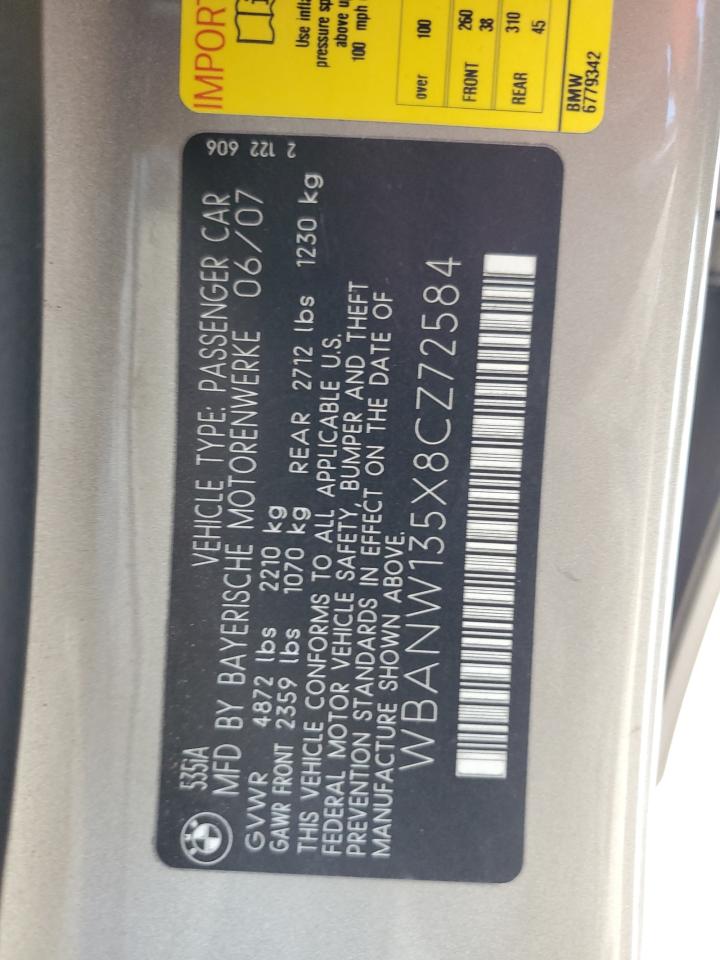 5351A
VEHICLE TYPE: PASSENGER CAR
MFD BY BAYERISCHE MOTORENWERKE 06/07
GVWR 4872 lbs 2210 kg
GAWR FRONT 2359 lbs 1070 kg REAR 2712 lbs 1230 kg
THIS VEHICLE CONFORMS TO ALL APPLICABLE U.S.
FEDERAL MOTOR VEHICLE SAFETY, BUMPER AND THEFT
PREVENTION STANDARDS IN EFFECT ON THE DATE OF
MANUFACTURE SHOWN ABOVE.
WBANW135X8CZ72584
2 122 606
IMPORT
Use infla
pressure sp
above u
100 mph
over 100
FRONT 260
38
REAR 310
45
BMW
6779342